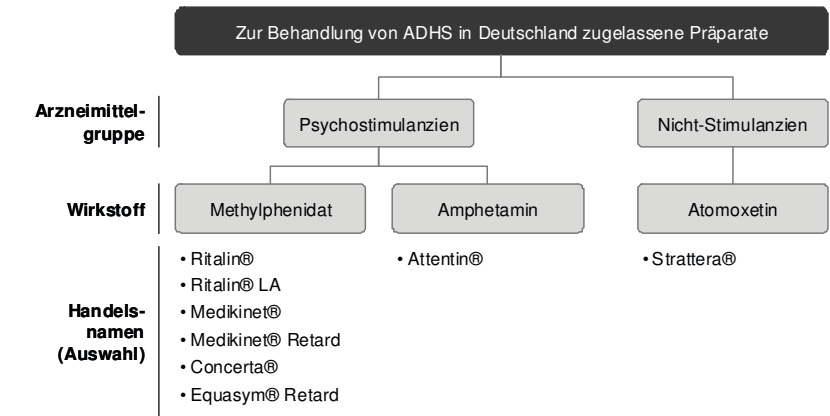 Zur Behandlung von ADHS in Deutschland zugelassene Präparate
Arzneimittel-
gruppe
Psychostimulanzien
Nicht-Stimulanzien
Wirkstoff
Methylphenidat
Amphetamin
Atomoxetin
Handels-
namen
(Auswahl)
• Ritalin®
• Ritalin® LA
• Medikinet®
• Medikinet® Retard
• Concerta®
• Equasym® Retard
• Attentin®
• Strattera®